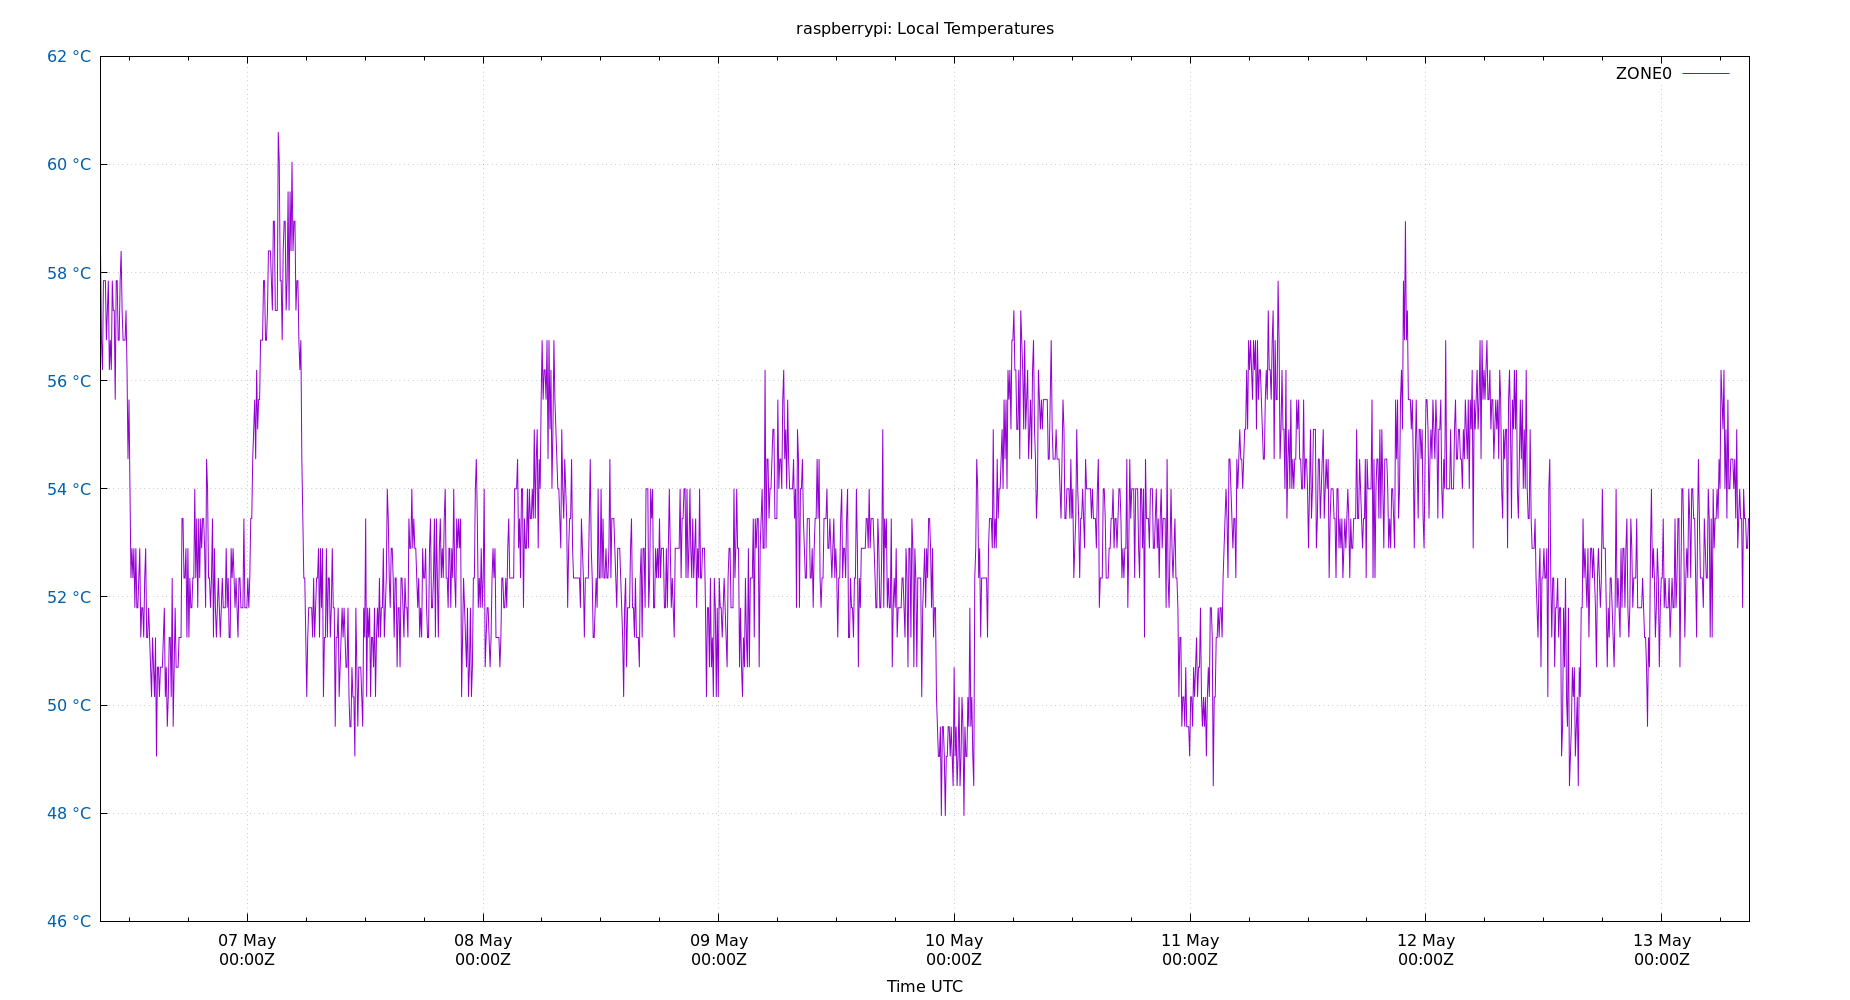 raspberrypi: Local Temperatures
62 °C
ZONE0
60 °C
58 °C
56 °C
54 °C
52 °C
50 °C
48 °C
46 °C
07 May 08 May 09 May 10 May 11 May 12 May 13 May
00:00Z 00:00Z 00:00Z 00:00Z 00:00Z 00:00Z 00:00Z
Time UTC